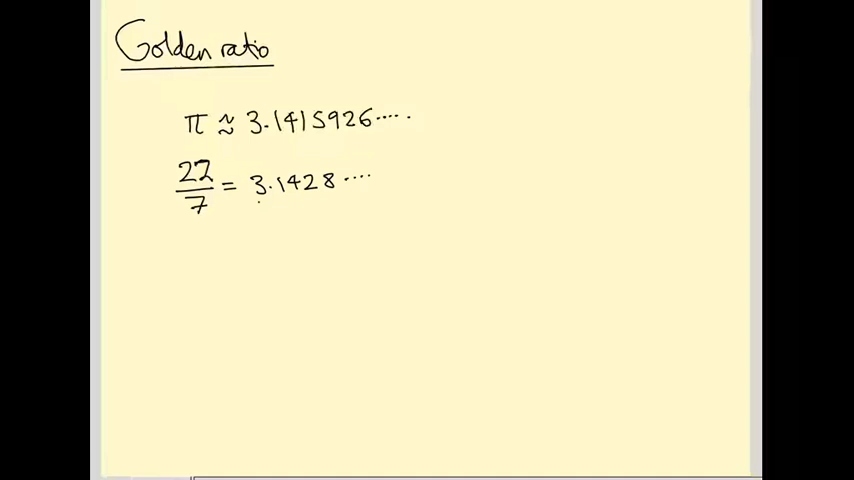 Golden ratio
π ≈ 3.1415926....
22/7 = 3.1428....